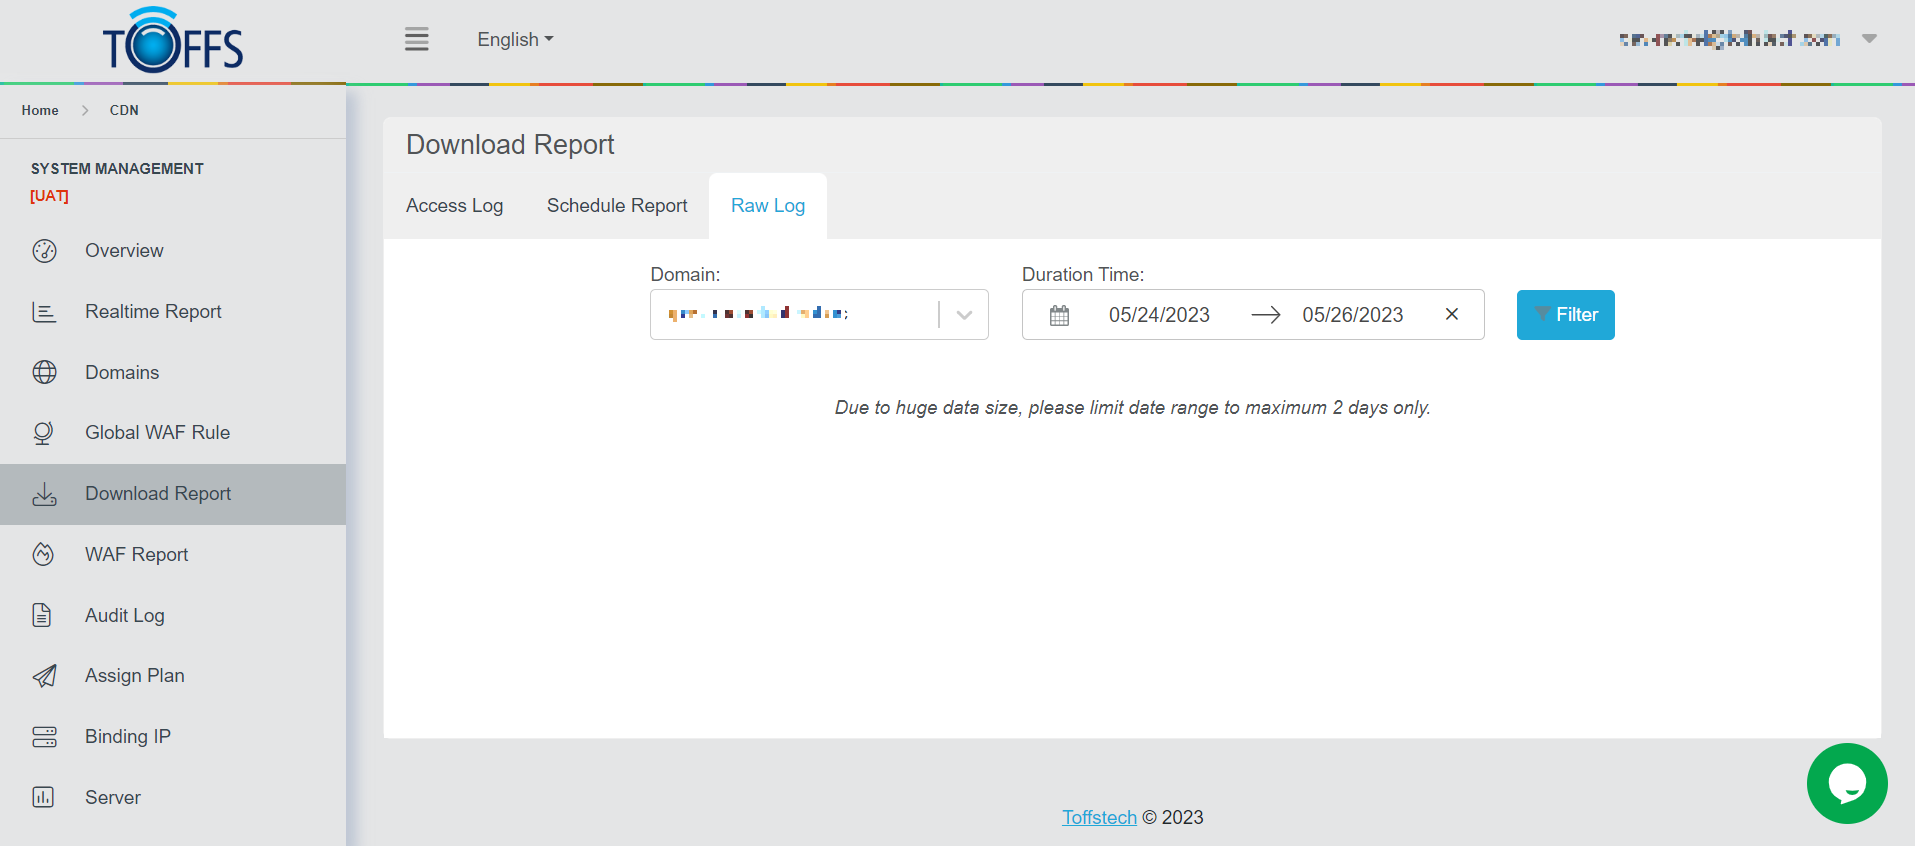 TOFFS
English
Home > CDN
SYSTEM MANAGEMENT
[UAT]
Overview
Realtime Report
Domains
Global WAF Rule
Download Report
WAF Report
Audit Log
Assign Plan
Binding IP
Server
Download Report
Access Log
Schedule Report
Raw Log
Domain:
Duration Time:
05/24/2023 → 05/26/2023
Filter
Due to huge data size, please limit date range to maximum 2 days only.
Toffstech © 2023